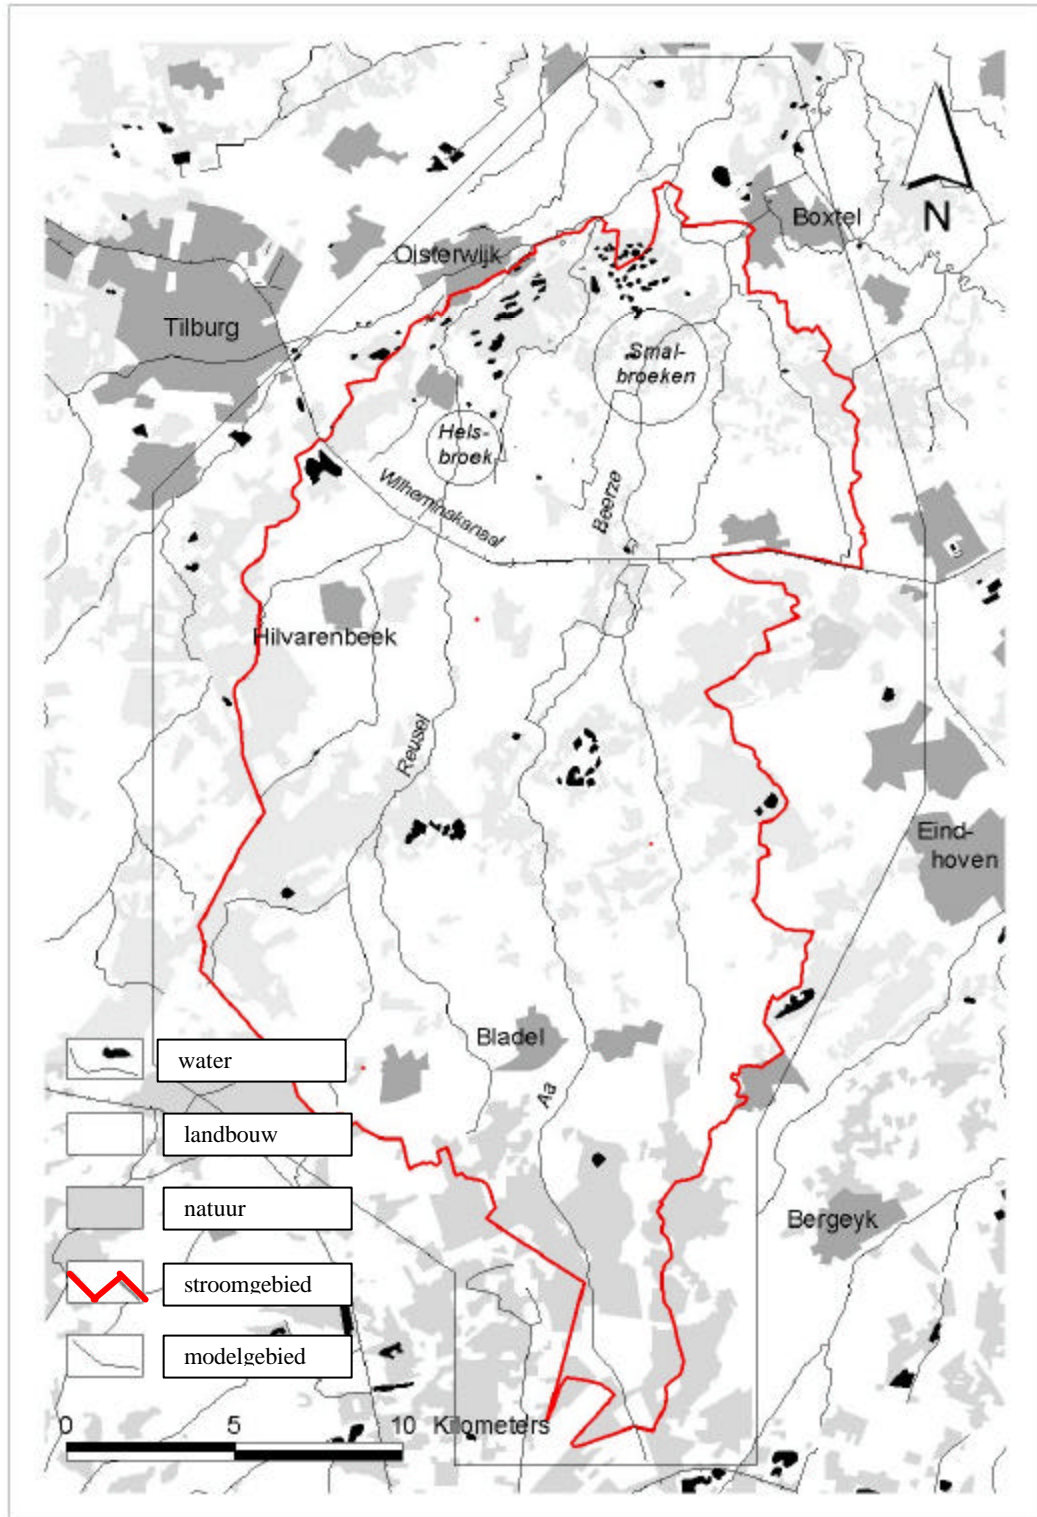 N
Boxtel
Oisterwijk
Tilburg
Smal-
broeken
Hels-
broek
Wilheminakanaal
Beerze
Hilvarenbeek
Reusel
Eind-
hoven
Bladel
Aa
Bergeyk
water
landbouw
natuur
stroomgebied
modelgebied
0 5 10 Kilometers